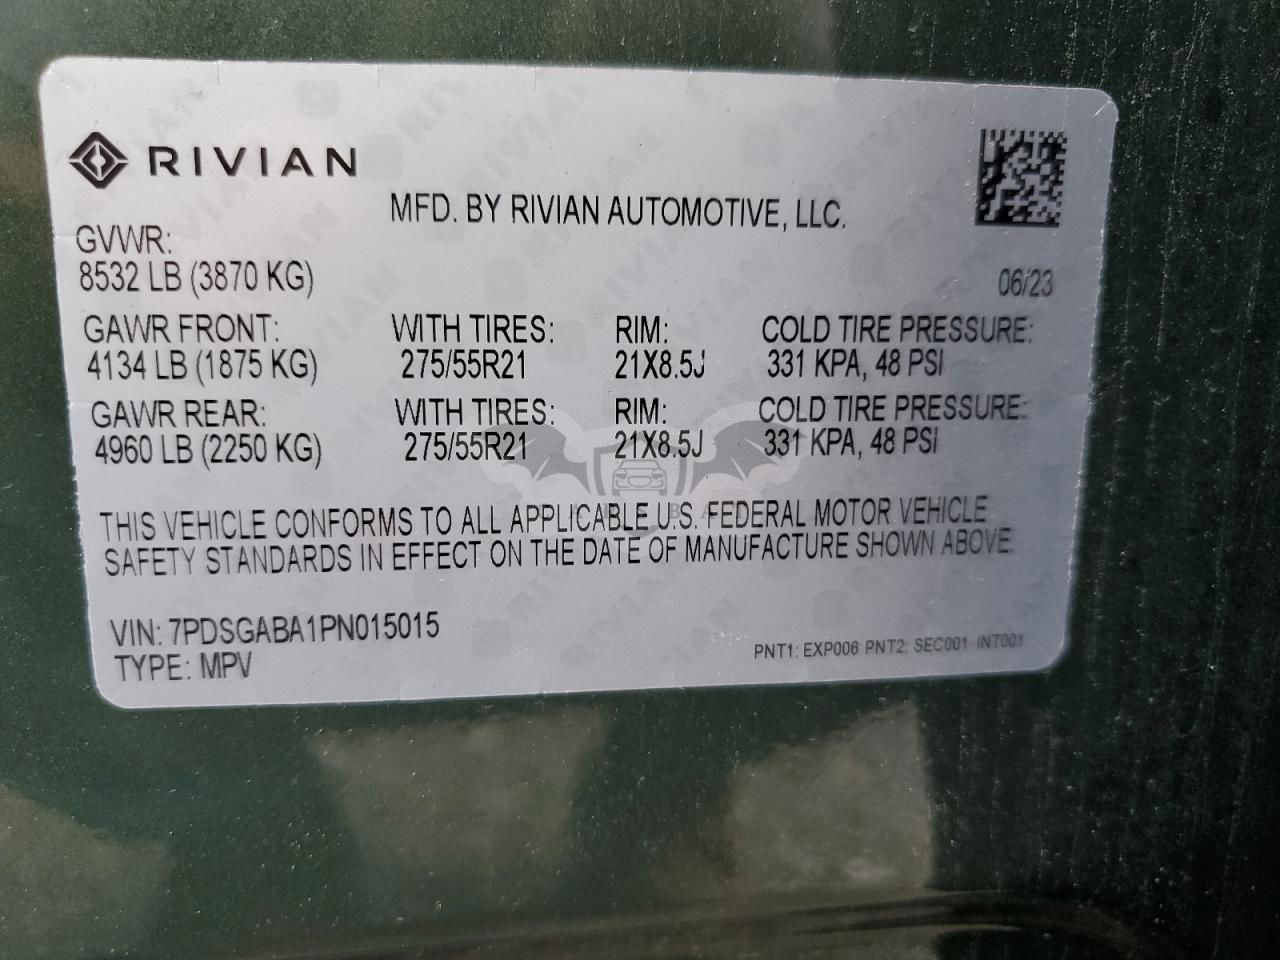 RIVIAN
MFD. BY RIVIAN AUTOMOTIVE, LLC.
GVWR:
8532 LB (3870 KG)
06/23
GAWR FRONT: WITH TIRES: RIM: COLD TIRE PRESSURE:
4134 LB (1875 KG) 275/55R21 21X8.5J 331 KPA, 48 PSI
GAWR REAR: WITH TIRES: RIM: COLD TIRE PRESSURE:
4960 LB (2250 KG) 275/55R21 21X8.5J 331 KPA, 48 PSI
THIS VEHICLE CONFORMS TO ALL APPLICABLE U.S. FEDERAL MOTOR VEHICLE
SAFETY STANDARDS IN EFFECT ON THE DATE OF MANUFACTURE SHOWN ABOVE.
VIN: 7PDSGABA1PN015015
TYPE: MPV
PNT1: EXP006 PNT2: SEC001 INT001